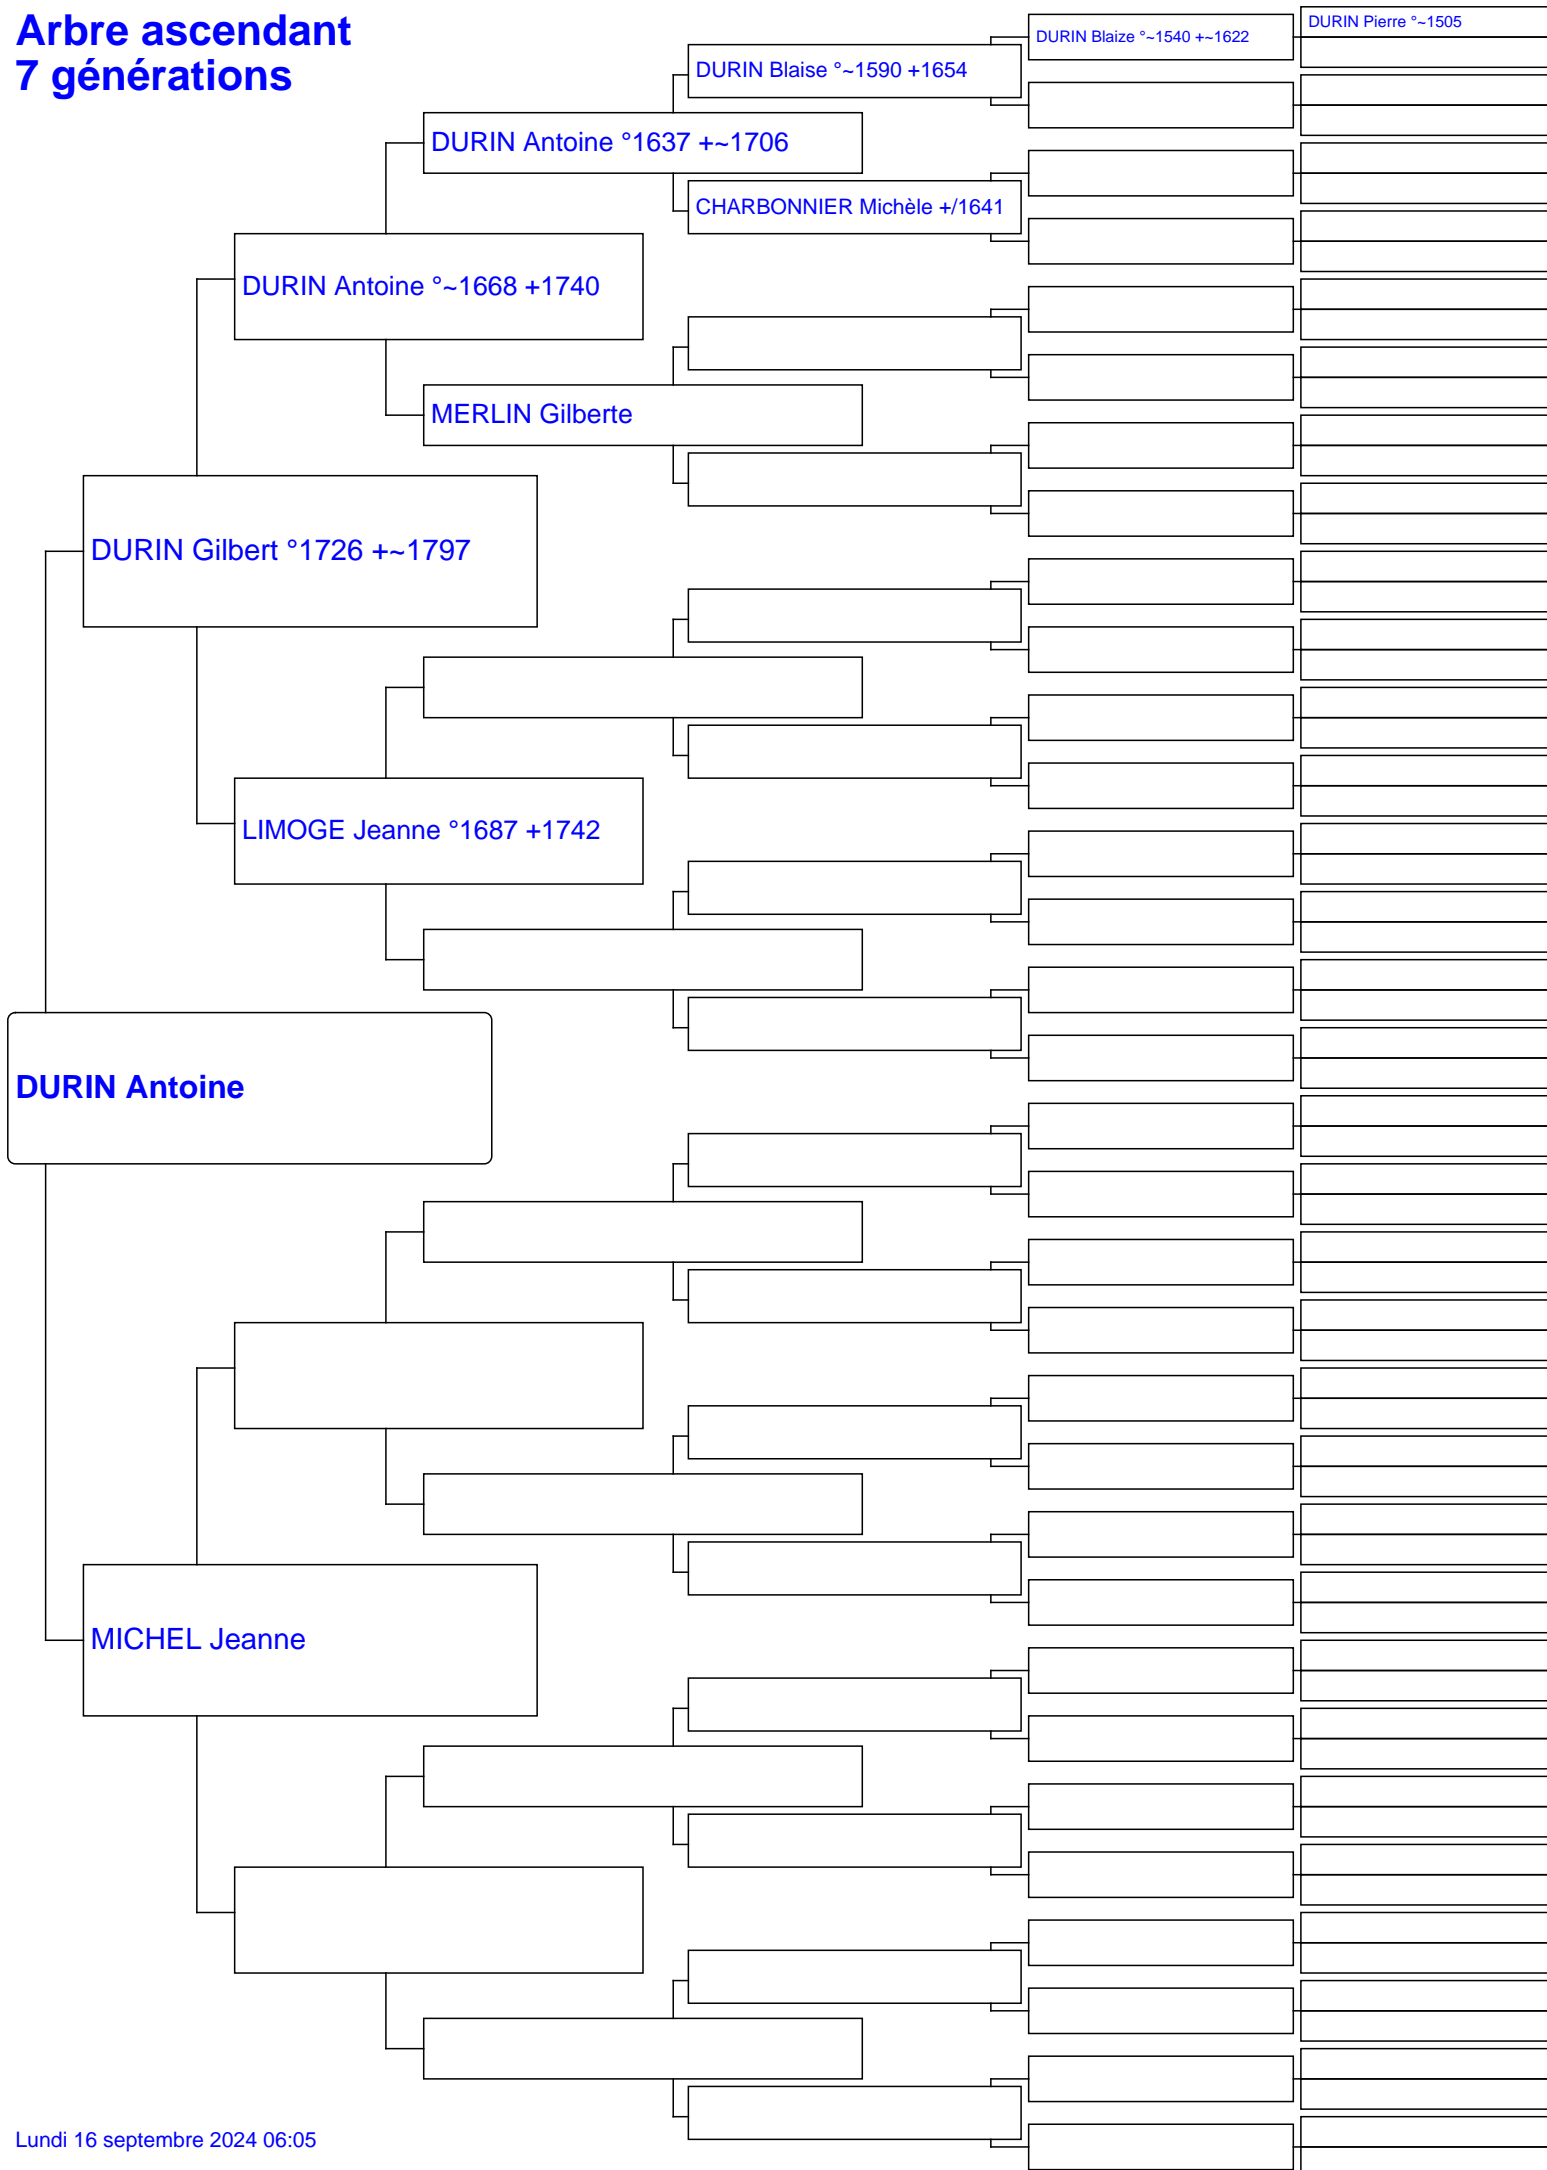 Arbre ascendant
7 générations
DURIN Pierre °~1505
DURIN Blaize °~1540 +~1622
DURIN Blaise °~1590 +1654
DURIN Antoine °1637 +~1706
CHARBONNIER Michèle +/1641
DURIN Antoine °~1668 +1740
MERLIN Gilberte
DURIN Gilbert °1726 +~1797
LIMOGE Jeanne °1687 +1742
DURIN Antoine
MICHEL Jeanne
Lundi 16 septembre 2024 06:05